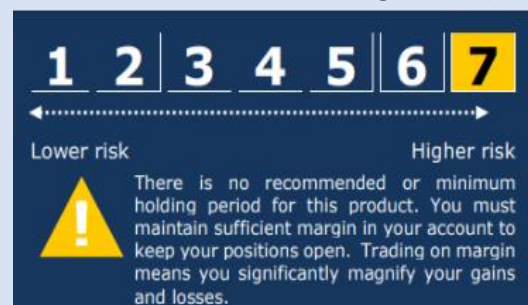 1 2 3 4 5 6 7
Lower risk Higher risk
!
There is no recommended or minimum
holding period for this product. You must
maintain sufficient margin in your account to
keep your positions open. Trading on margin
means you significantly magnify your gains
and losses.